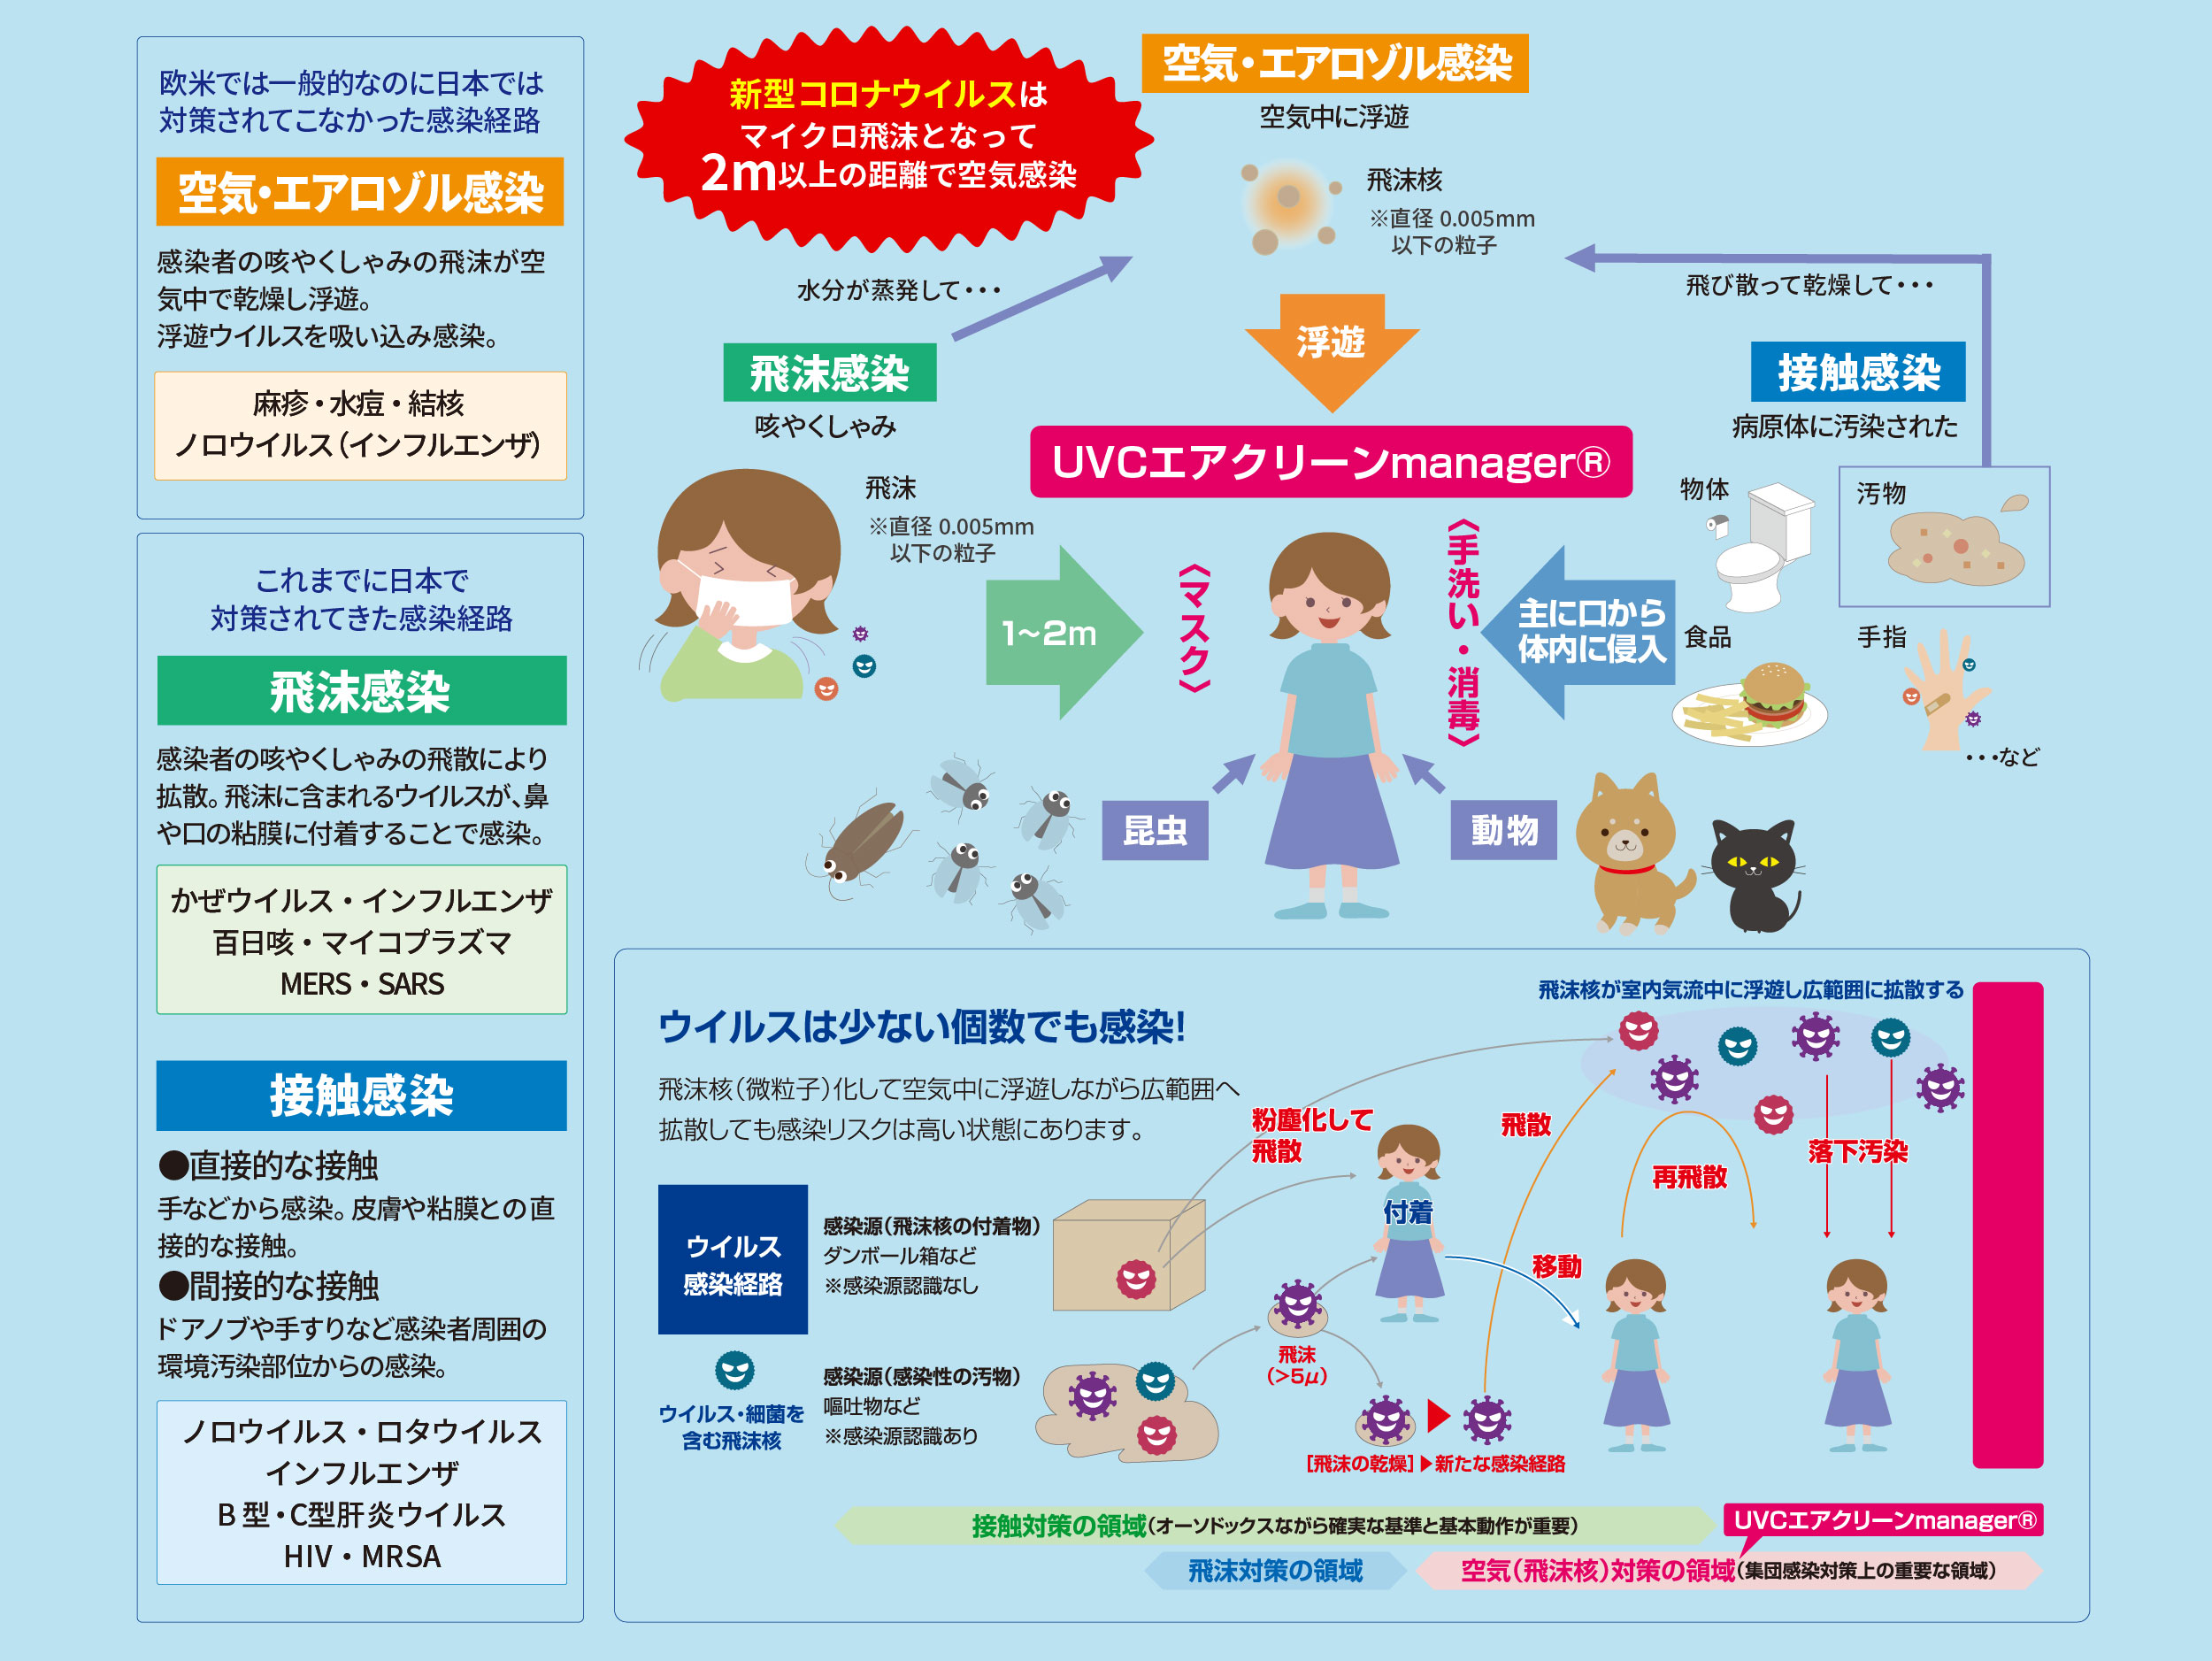 欧米では一般的なのに日本では
対策されてこなかった感染経路
空気・エアロゾル感染
感染者の咳やくしゃみの飛沫が空
気中で乾燥し浮遊。
浮遊ウイルスを吸い込み感染。
麻疹・水痘・結核
ノロウイルス(インフルエンザ)
これまでに日本で
対策されてきた感染経路
飛沫感染
感染者の咳やくしゃみの飛散により
拡散。飛沫に含まれるウイルスが、鼻
や口の粘膜に付着することで感染。
かぜウイルス・インフルエンザ
百日咳・マイコプラズマ
MERS・SARS
接触感染
●直接的な接触
手などから感染。皮膚や粘膜との直
接的な接触。
●間接的な接触
ドアノブや手すりなど感染者周囲の
環境汚染部位からの感染。
ノロウイルス・ロタウイルス
インフルエンザ
B型・C型肝炎ウイルス
HIV・MRSA
新型コロナウイルスは
マイクロ飛沫となって
2m以上の距離で空気感染
空気・エアロゾル感染
空気中に浮遊
飛沫核
※直径 0.005mm
以下の粒子
水分が蒸発して・・・
飛び散って乾燥して・・・
浮遊
飛沫感染
咳やくしゃみ
飛沫
※直径 0.005mm
以下の粒子
1~2m
UVCエアクリーンmanager®
〈マスク〉
〈手洗い・消毒〉
接触感染
病原体に汚染された
物体
汚物
主に口から
体内に侵入
食品
手指
・・・など
昆虫
動物
ウイルスは少ない個数でも感染!
飛沫核(微粒子)化して空気中に浮遊しながら広範囲へ
拡散しても感染リスクは高い状態にあります。
飛沫核が室内気流中に浮遊し広範囲に拡散する
粉塵化して
飛散
飛散
再飛散
落下汚染
付着
移動
ウイルス
感染経路
感染源(飛沫核の付着物)
ダンボール箱など
※感染源認識なし
ウイルス・細菌を
含む飛沫核
感染源(感染性の汚物)
嘔吐物など
※感染源認識あり
飛沫
(>5μ)
[飛沫の乾燥]▶新たな感染経路
接触対策の領域(オーソドックスながら確実な基準と基本動作が重要)
UVCエアクリーンmanager®
飛沫対策の領域
空気(飛沫核)対策の領域(集団感染対策上の重要な領域)